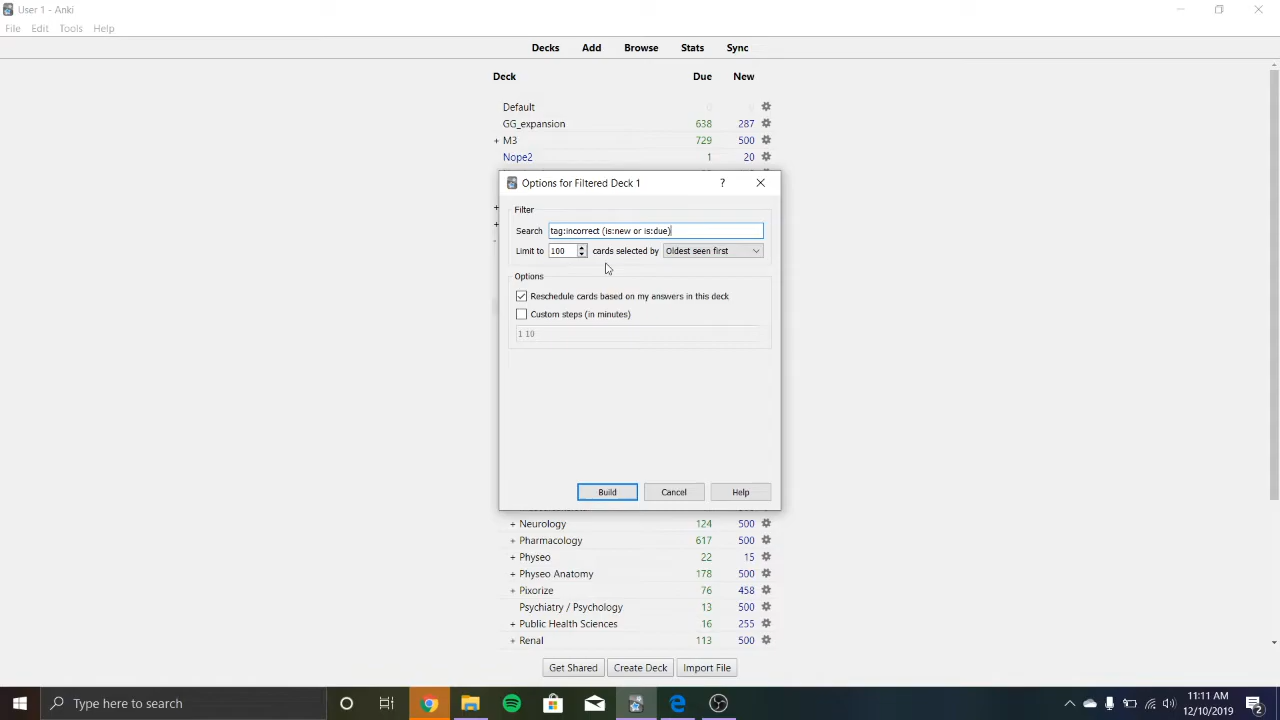 User 1 - Anki
File Edit Tools Help
Decks Add Browse Stats Sync
Deck Due New
Default
GG_expansion 638 287
+ M3 729 500
Nope2 1 20
Options for Filtered Deck 1 ?
Filter
Search tag:incorrect (is:new or is:due)
Limit to 100 cards selected by Oldest seen first
Options
Reschedule cards based on my answers in this deck
Custom steps (in minutes)
1 10
Build Cancel Help
+ Neurology 124 500
+ Pharmacology 617 500
+ Physeo 22 15
+ Physeo Anatomy 178 500
+ Pixorize 76 458
Psychiatry / Psychology 13 500
+ Public Health Sciences 16 255
+ Renal 113 500
Get Shared Create Deck Import File
Type here to search
11:11 AM
12/10/2019
2